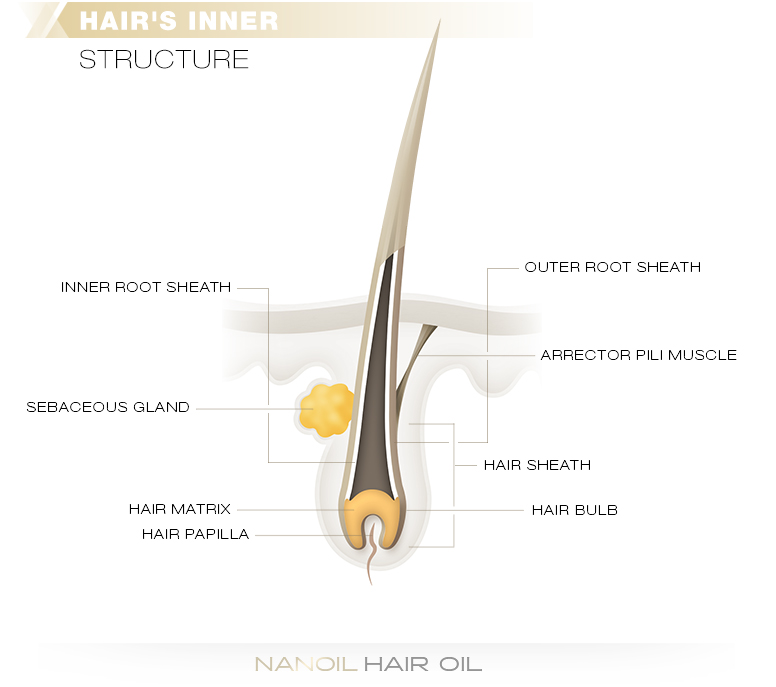 HAIR'S INNER
STRUCTURE
OUTER ROOT SHEATH
INNER ROOT SHEATH
ARRECTOR PILI MUSCLE
SEBACEOUS GLAND
HAIR SHEATH
HAIR MATRIX
HAIR BULB
HAIR PAPILLA
NANOIL HAIR OIL